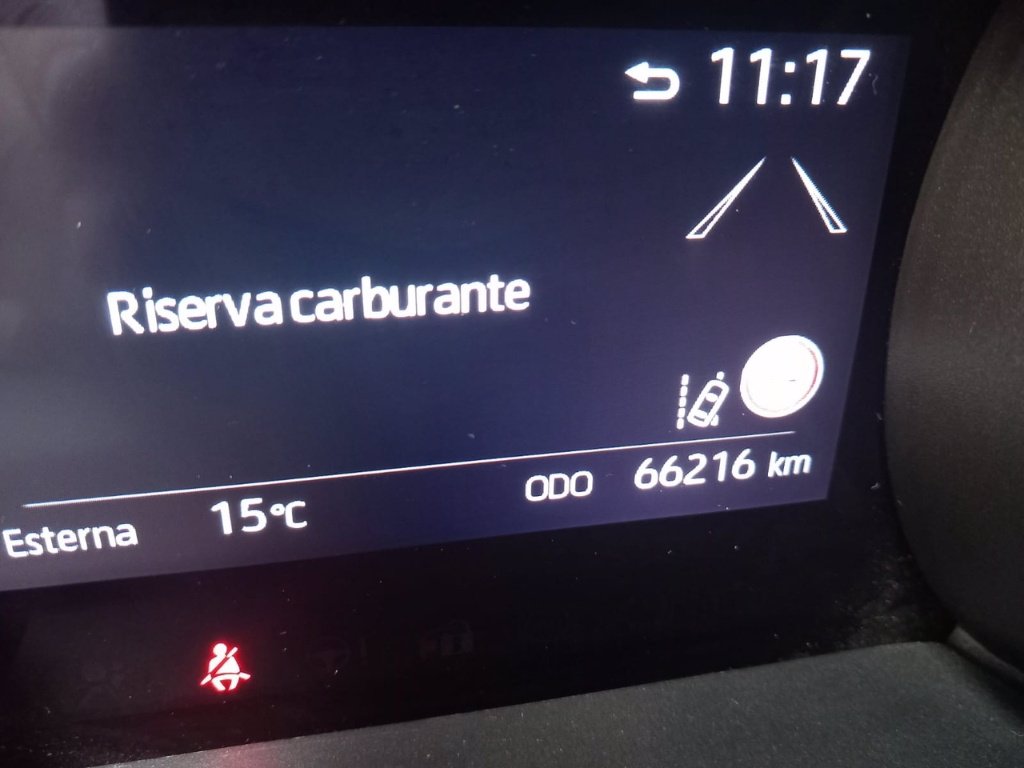 11:17
Riserva carburante
ODO 66216 km
Esterna 15°C